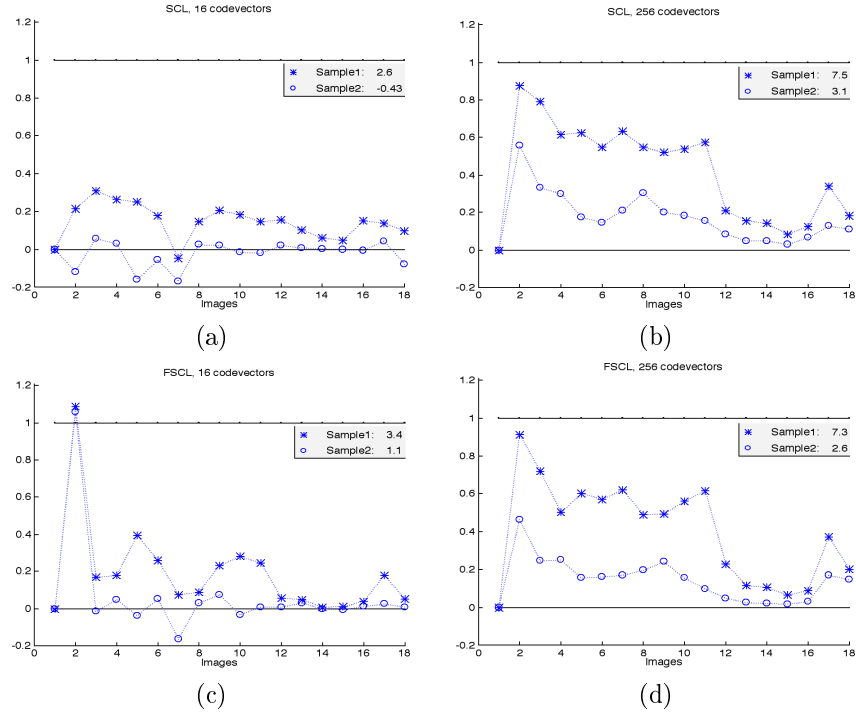 SCL, 16 codevectors
1.2
1
0.8
0.6
0.4
0.2
0
-0.2
Sample1: 2.6
Sample2: -0.43
0 2 4 6 8 10 12 14 16 18
Images
(a)
SCL, 256 codevectors
1.2
1
0.8
0.6
0.4
0.2
0
-0.2
Sample1: 7.5
Sample2: 3.1
0 2 4 6 8 10 12 14 16 18
Images
(b)
FSCL, 16 codevectors
1.2
1
0.8
0.6
0.4
0.2
0
-0.2
Sample1: 3.4
Sample2: 1.1
0 2 4 6 8 10 12 14 16 18
Images
(c)
FSCL, 256 codevectors
1.2
1
0.8
0.6
0.4
0.2
0
-0.2
Sample1: 7.3
Sample2: 2.6
0 2 4 6 8 10 12 14 16 18
Images
(d)